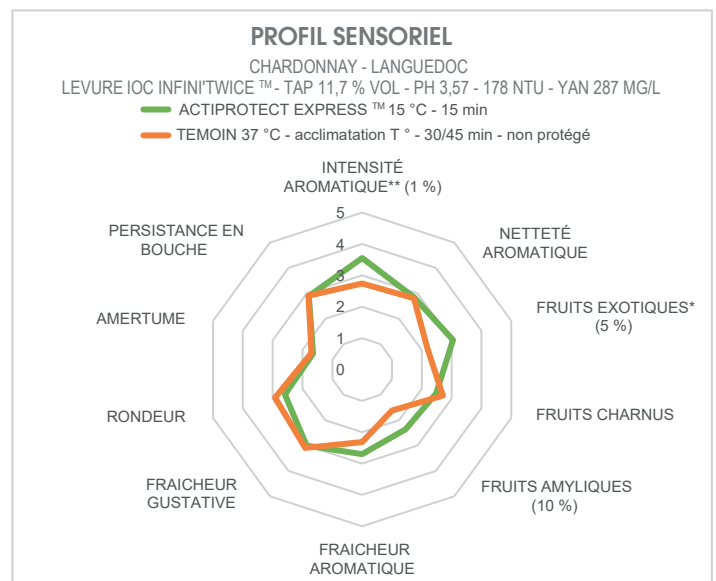 PROFIL SENSORIEL
CHARDONNAY - LANGUEDOC
LEVURE IOC INFINI'TWICE ™ - TAP 11,7 % VOL - PH 3,57 - 178 NTU - YAN 287 MG/L
ACTIPROTECT EXPRESS ™ 15 °C - 15 min
TEMOIN 37 °C - acclimatation T ° - 30/45 min - non protégé
INTENSITÉ
AROMATIQUE** (1 %)
NETTETÉ
AROMATIQUE
FRUITS EXOTIQUES*
(5 %)
FRUITS CHARNUS
FRUITS AMYLIQUES
(10 %)
FRAICHEUR
AROMATIQUE
FRAICHEUR
GUSTATIVE
RONDEUR
AMERTUME
PERSISTANCE EN
BOUCHE
5
4
3
2
1
0